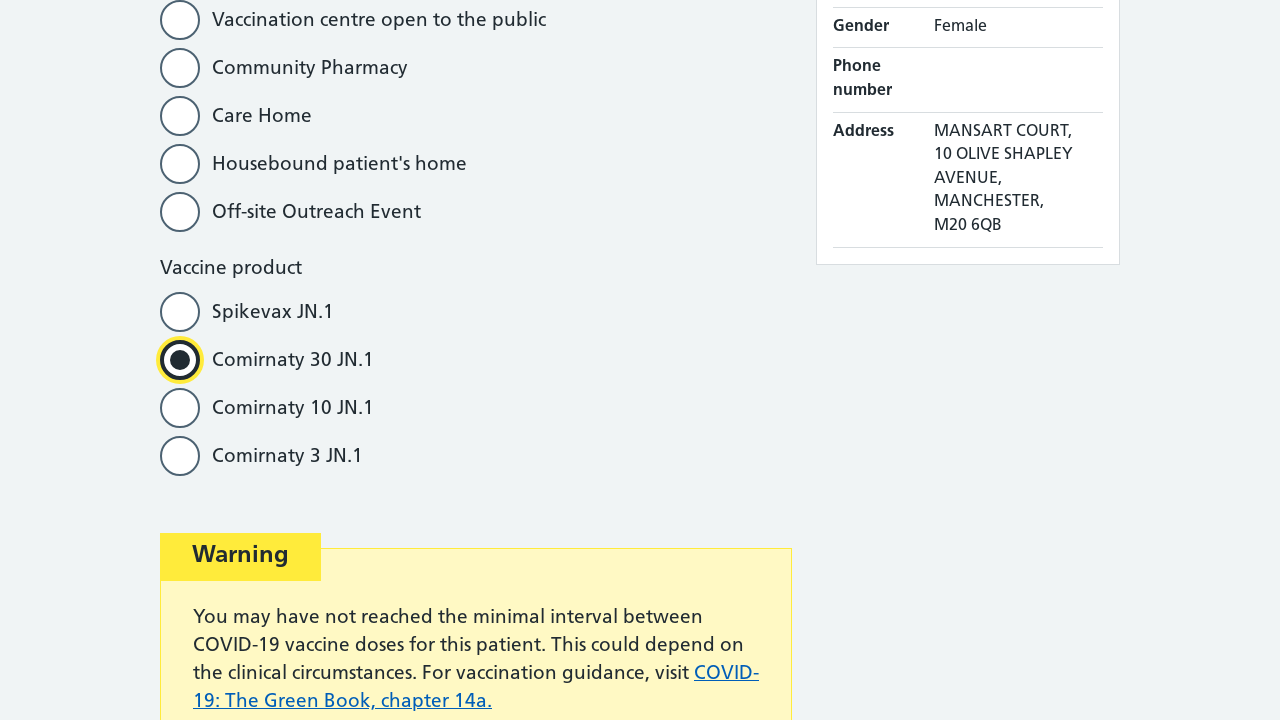 Vaccination centre open to the public
Community Pharmacy
Care Home
Housebound patient's home
Off-site Outreach Event
Vaccine product
Spikevax JN.1
Comirnaty 30 JN.1
Comirnaty 10 JN.1
Comirnaty 3 JN.1
Warning
You may have not reached the minimal interval between
COVID-19 vaccine doses for this patient. This could depend on
the clinical circumstances. For vaccination guidance, visit COVID-
19: The Green Book, chapter 14a.
Gender Female
Phone
number
Address MANSART COURT,
10 OLIVE SHAPLEY
AVENUE,
MANCHESTER,
M20 6QB